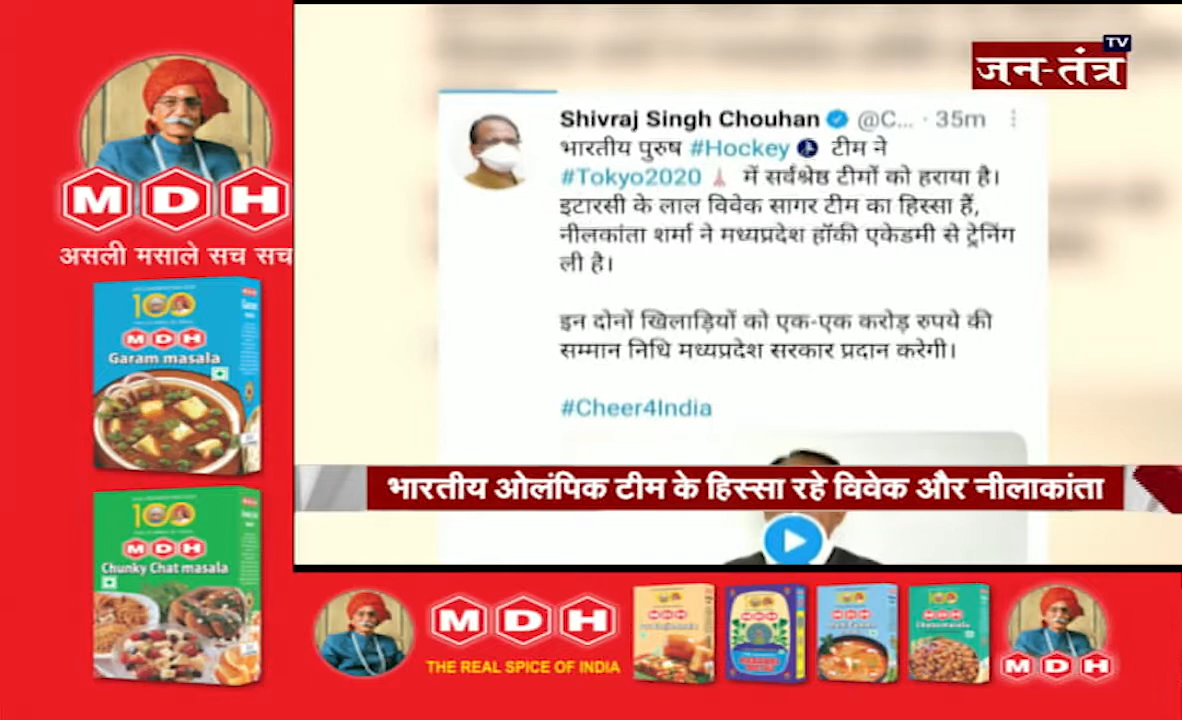 TV
जन-तंत्र
Shivraj Singh Chouhan @C... · 35m
भारतीय पुरुष #Hockey टीम ने
#Tokyo2020 में सर्वश्रेष्ठ टीमों को हराया है।
इटारसी के लाल विवेक सागर टीम का हिस्सा हैं,
नीलकांता शर्मा ने मध्यप्रदेश हॉकी एकेडमी से ट्रेनिंग
ली है।
इन दोनों खिलाड़ियों को एक-एक करोड़ रुपये की
सम्मान निधि मध्यप्रदेश सरकार प्रदान करेगी।
#Cheer4India
भारतीय ओलंपिक टीम के हिस्सा रहे विवेक और नीलाकांता
MDH
असली मसाले सच सच
100
MDH
Garam masala
100
MDH
Chunky Chat masala
MDH
THE REAL SPICE OF INDIA
MDH